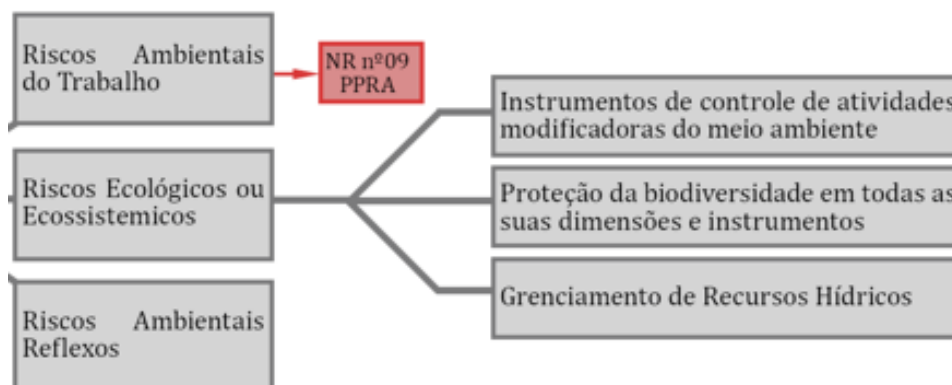 Riscos Ambientais
do Trabalho
NR nº09
PPRA
Instrumentos de controle de atividades
modificadoras do meio ambiente
Riscos Ecológicos ou
Ecossistemicos
Proteção da biodiversidade em todas as
suas dimensões e instrumentos
Grenciamento de Recursos Hídricos
Riscos Ambientais
Reflexos